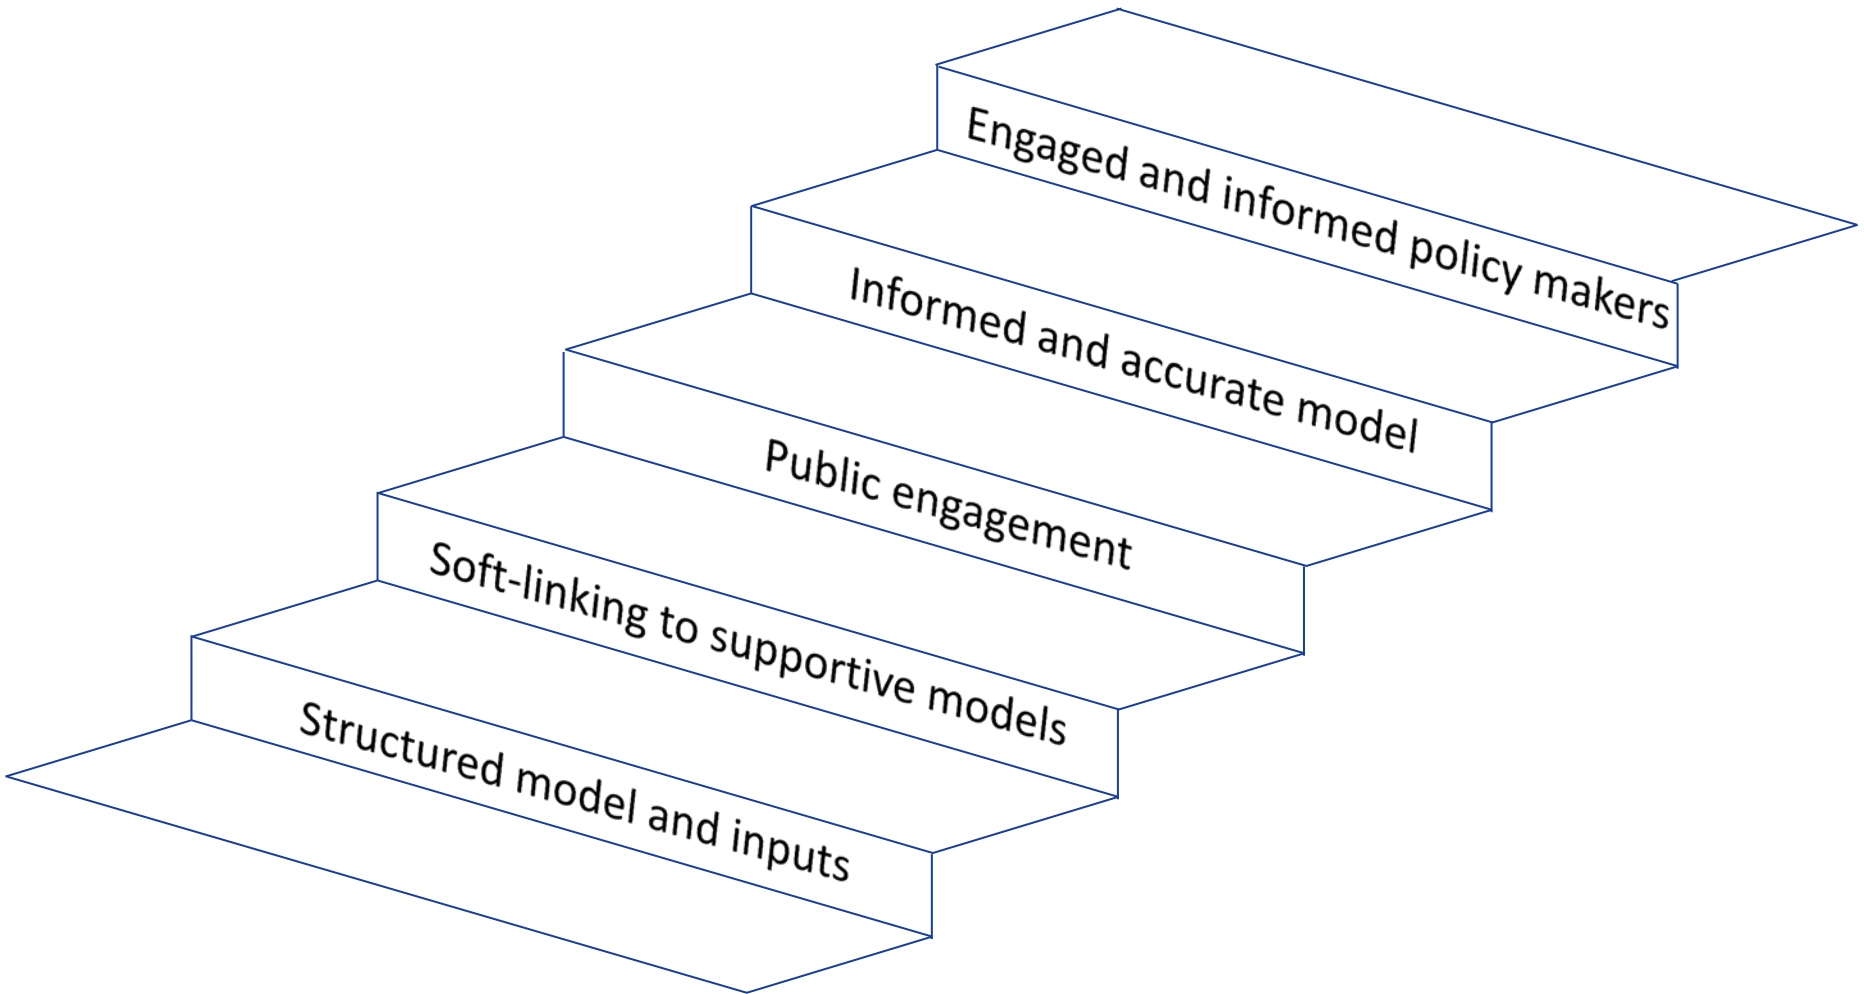 Engaged and informed policy makers
Informed and accurate model
Public engagement
Soft-linking to supportive models
Structured model and inputs